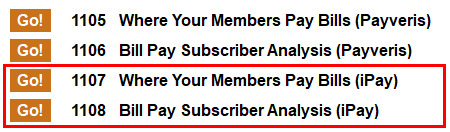 Go! 1105 Where Your Members Pay Bills (Payveris)
Go! 1106 Bill Pay Subscriber Analysis (Payveris)
Go! 1107 Where Your Members Pay Bills (iPay)
Go! 1108 Bill Pay Subscriber Analysis (iPay)